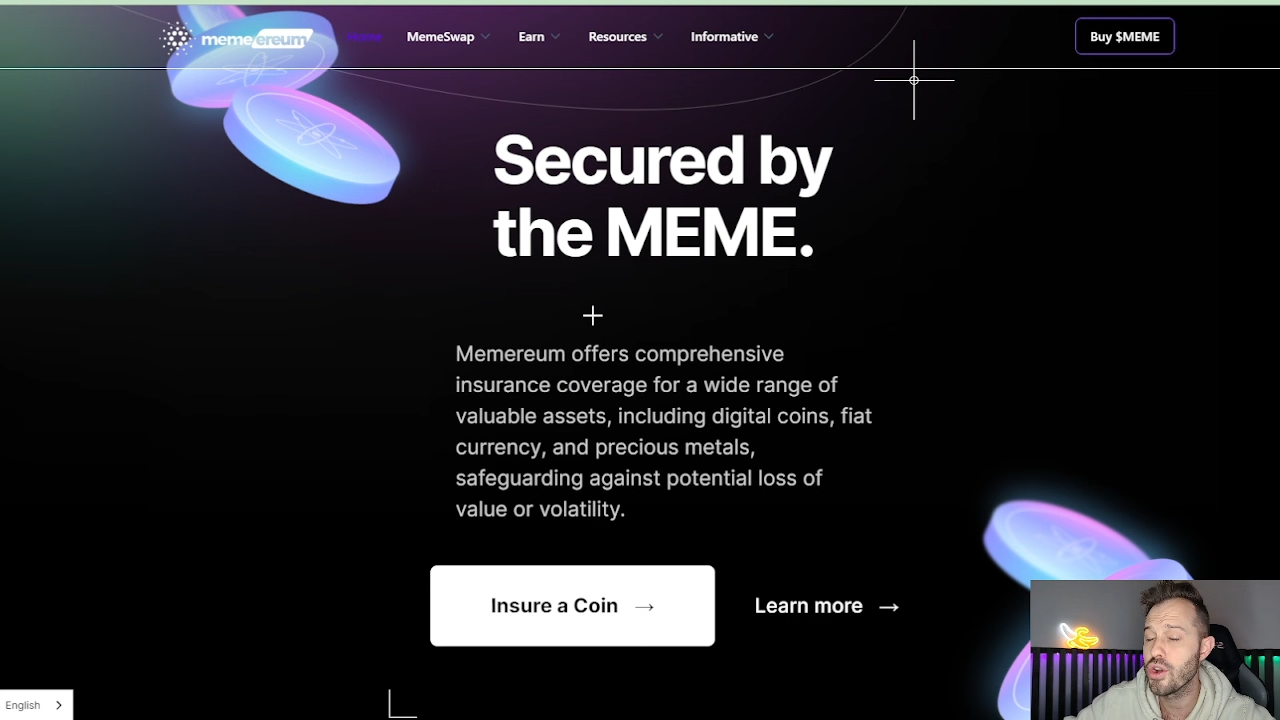 memeereum Home MemeSwap Earn Resources Informative Buy $MEME
Secured by
the MEME.
Memereum offers comprehensive
insurance coverage for a wide range of
valuable assets, including digital coins, fiat
currency, and precious metals,
safeguarding against potential loss of
value or volatility.
Insure a Coin → Learn more →
English